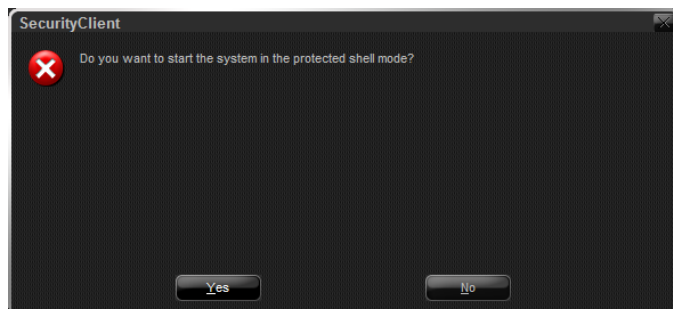 SecurityClient
Do you want to start the system in the protected shell mode?
Yes
No